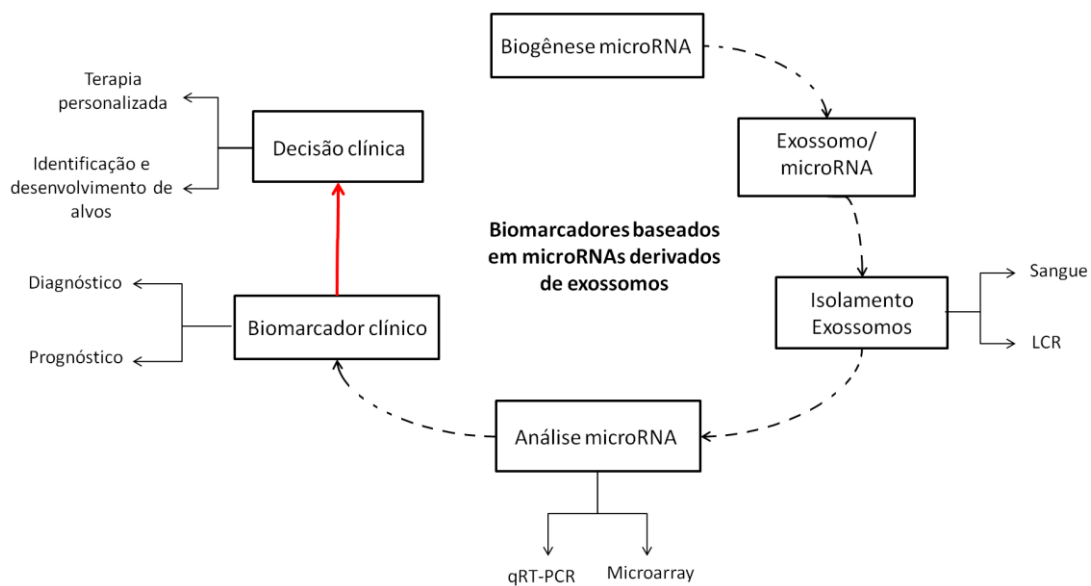 Biogênese microRNA
Exossomo/
microRNA
Isolamento
Exossomos
Sangue
LCR
Análise microRNA
qRT-PCR
Microarray
Biomarcador clínico
Diagnóstico
Prognóstico
Decisão clínica
Terapia
personalizada
Identificação e
desenvolvimento de
alvos
Biomarcadores baseados
em microRNAs derivados
de exossomos